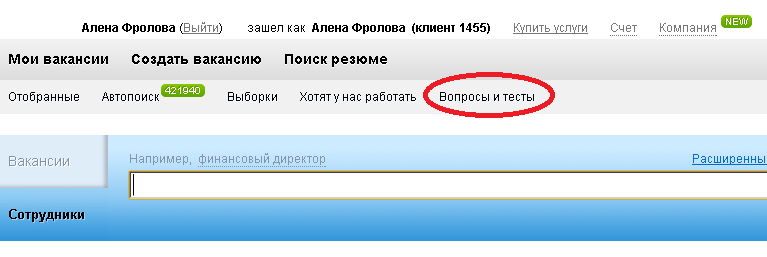 Алена Фролова (Выйти) зашел как Алена Фролова (клиент 1455) Купить услуги Счет Компания NEW
Мои вакансии Создать вакансию Поиск резюме
Отобранные Автопоиск 421940 Выборки Хотят у нас работать Вопросы и тесты
Вакансии Например, финансовый директор Расширенны
Сотрудники